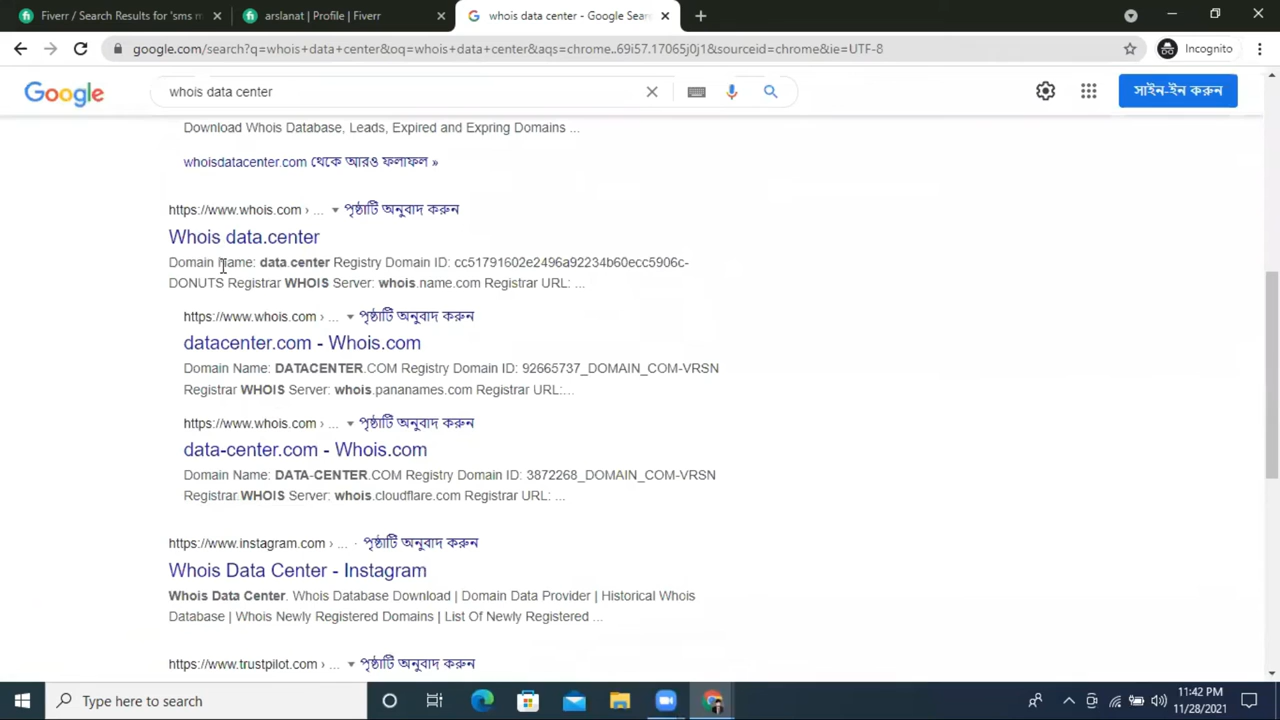 Fiverr / Search Results for 'sms m
arslanat | Profile | Fiverr
whois data center - Google Sear
google.com/search?q=whois+data+center&oq=whois+data+center&aqs=chrome..69i57.17065j0j1&sourceid=chrome&ie=UTF-8
Incognito
Google
whois data center
সাইন-ইন করুন
Download Whois Database, Leads, Expired and Expring Domains ...
whoisdatacenter.com থেকে আরও ফলাফল »
https://www.whois.com › ... পৃষ্ঠাটি অনুবাদ করুন
Whois data.center
Domain Name: data.center Registry Domain ID: cc51791602e2496a92234b60ecc5906c-
DONUTS Registrar WHOIS Server: whois.name.com Registrar URL: ...
https://www.whois.com › ... পৃষ্ঠাটি অনুবাদ করুন
datacenter.com - Whois.com
Domain Name: DATACENTER.COM Registry Domain ID: 92665737_DOMAIN_COM-VRSN
Registrar WHOIS Server: whois.pananames.com Registrar URL:...
https://www.whois.com › ... পৃষ্ঠাটি অনুবাদ করুন
data-center.com - Whois.com
Domain Name: DATA-CENTER.COM Registry Domain ID: 3872268_DOMAIN_COM-VRSN
Registrar WHOIS Server: whois.cloudflare.com Registrar URL: ...
https://www.instagram.com › ... · পৃষ্ঠাটি অনুবাদ করুন
Whois Data Center - Instagram
Whois Data Center. Whois Database Download | Domain Data Provider | Historical Whois
Database | Whois Newly Registered Domains | List Of Newly Registered ...
https://www.trustpilot.com › ... পৃষ্ঠাটি অনুবাদ করুন
Type here to search
11:42 PM
11/28/2021